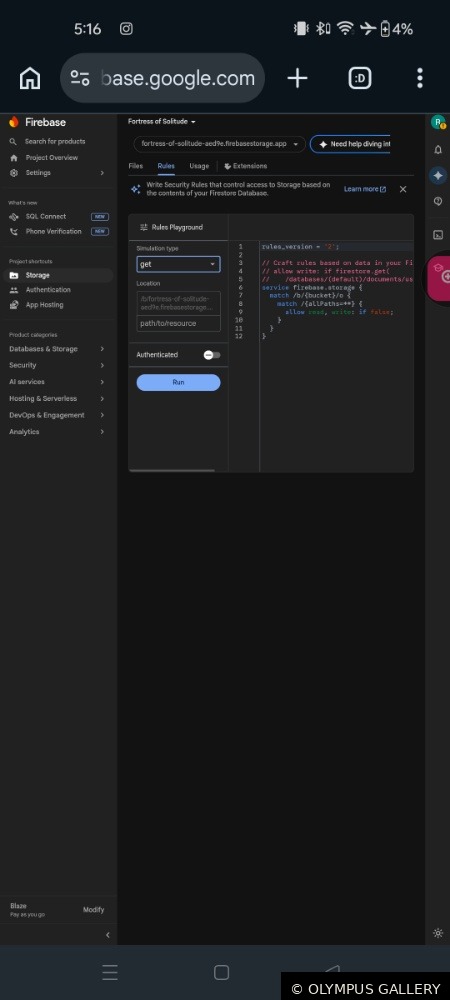 5:16
4%
base.google.com
:D
Firebase
Fortress of Solitude
R
Search for products
Project Overview
Settings
fortress-of-solitude-aed9e.firebasestorage.app
Need help diving int
Files
Rules
Usage
Extensions
Write Security Rules that control access to Storage based on
the contents of your Firestore Database.
Learn more
What's new
SQL Connect
NEW
Phone Verification
NEW
Project shortcuts
Storage
Authentication
App Hosting
Product categories
Databases & Storage
Security
AI services
Hosting & Serverless
DevOps & Engagement
Analytics
Rules Playground
Simulation type
get
Location
/b/fortress-of-solitude-
aed9e.firebasestorage...
path/to/resource
Authenticated
Run
1 rules_version = '2';
2
3 // Craft rules based on data in your Fi
4 // allow write: if firestore.get(
5 //    /databases/(default)/documents/us
6 service firebase.storage {
7   match /b/{bucket}/o {
8     match /{allPaths=**} {
9       allow read, write: if false;
10     }
11   }
12 }
Blaze
Pay as you go
Modify
© OLYMPUS GALLERY